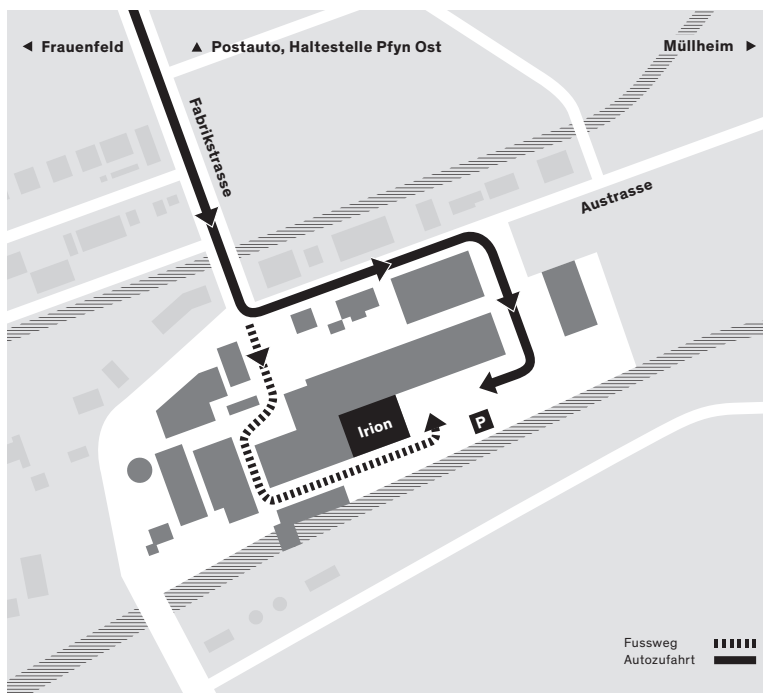 Frauenfeld
Postauto, Haltestelle Pfyn Ost
Müllheim
Fabrikstrasse
Austrasse
Irion
P
Fussweg
Autozufahrt